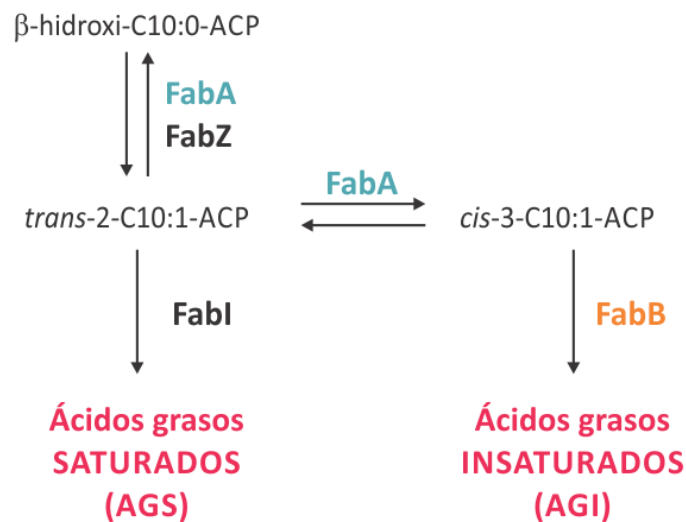 β-hidroxi-C10:0-ACP
FabA
FabZ
FabA
trans-2-C10:1-ACP
cis-3-C10:1-ACP
FabI
FabB
Ácidos grasos
SATURADOS
(AGS)
Ácidos grasos
INSATURADOS
(AGI)